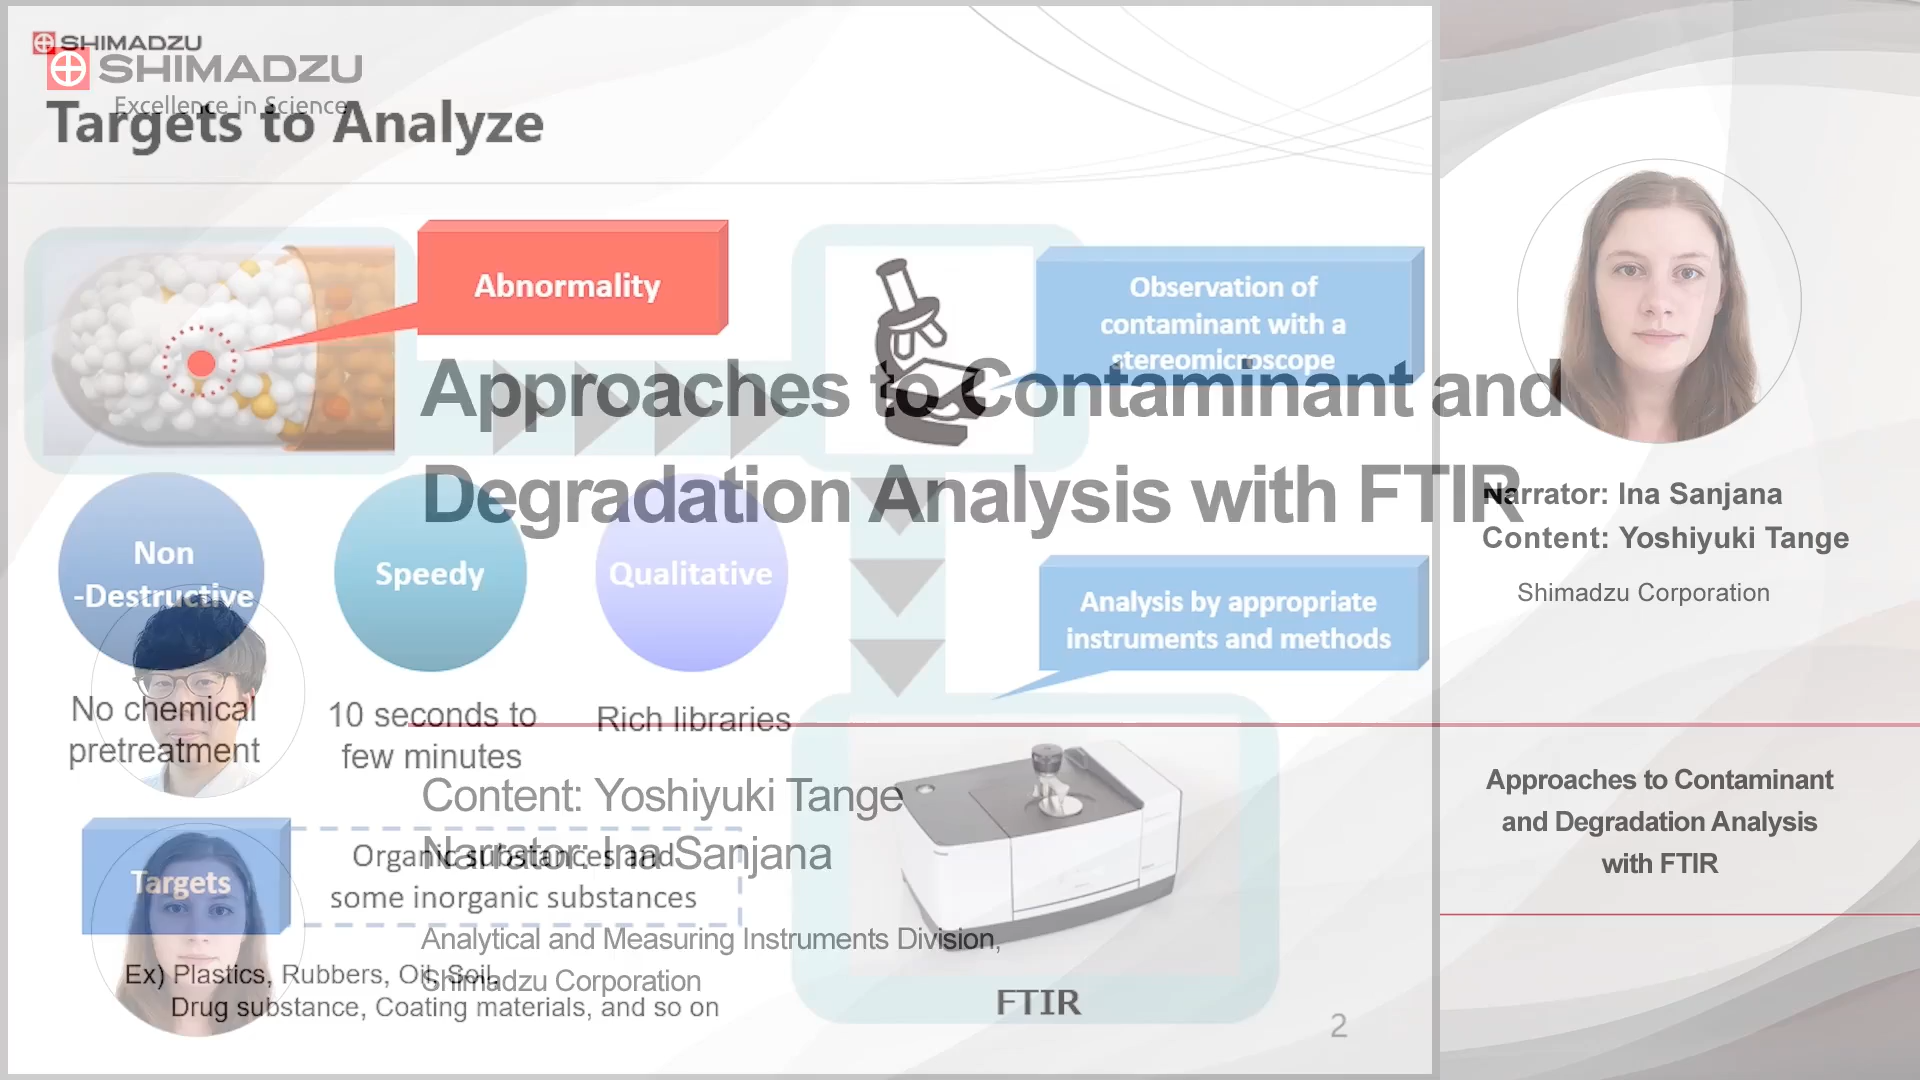 SHIMADZU
SHIMADZU
Excellence in Science
Targets to Analyze
Abnormality
Observation of
contaminant with a
stereomicroscope
Approaches to Contaminant and
Degradation Analysis with FTIR
Non
-Destructive
Speedy
Qualitative
Analysis by appropriate
instruments and methods
No chemical
pretreatment
10 seconds to
few minutes
Rich libraries
Content: Yoshiyuki Tange
Narrator: Ina Sanjana
Targets
Organic substances and
some inorganic substances
Analytical and Measuring Instruments Division,
Shimadzu Corporation
Ex) Plastics, Rubbers, Oil, Soil,
Drug substance, Coating materials, and so on
FTIR
2
Narrator: Ina Sanjana
Content: Yoshiyuki Tange
Shimadzu Corporation
Approaches to Contaminant
and Degradation Analysis
with FTIR